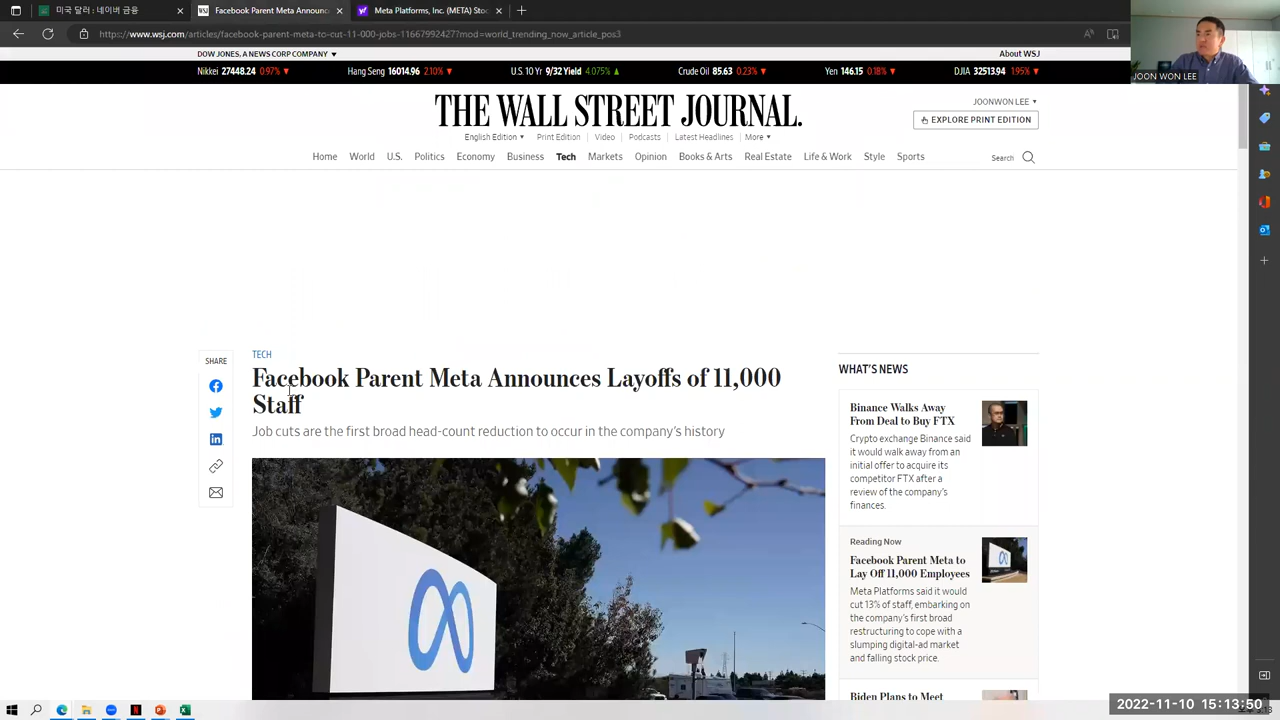 미국 달러 : 네이버 금융
Facebook Parent Meta Announc
Meta Platforms, Inc. (META) Stoc
https://www.wsj.com/articles/facebook-parent-meta-to-cut-11-000-jobs-11667992427?mod=world_trending_now_article_pos3
JOON WON LEE
DOW JONES, A NEWS CORP COMPANY
About WSJ
Nikkei 27448.24 0.97% ▼
Hang Seng 16014.96 2.10% ▼
U.S. 10 Yr 9/32 Yield 4.075% ▲
Crude Oil 85.63 0.23% ▼
Yen 146.15 0.18% ▼
DJIA 32513.94 1.95% ▼
THE WALL STREET JOURNAL.
JOONWON LEE
EXPLORE PRINT EDITION
English Edition
Print Edition
Video
Podcasts
Latest Headlines
More
Home World U.S. Politics Economy Business Tech Markets Opinion Books & Arts Real Estate Life & Work Style Sports
Search
SHARE
TECH
Facebook Parent Meta Announces Layoffs of 11,000
Staff
Job cuts are the first broad head-count reduction to occur in the company's history
WHAT'S NEWS
Binance Walks Away
From Deal to Buy FTX
Crypto exchange Binance said
it would walk away from an
initial offer to acquire its
competitor FTX after a
review of the company's
finances.
Reading Now
Facebook Parent Meta to
Lay Off 11,000 Employees
Meta Platforms said it would
cut 13% of staff, embarking on
the company's first broad
restructuring to cope with a
slumping digital-ad market
and falling stock price.
Biden Plans to Meet
2022-11-10 15:13:50